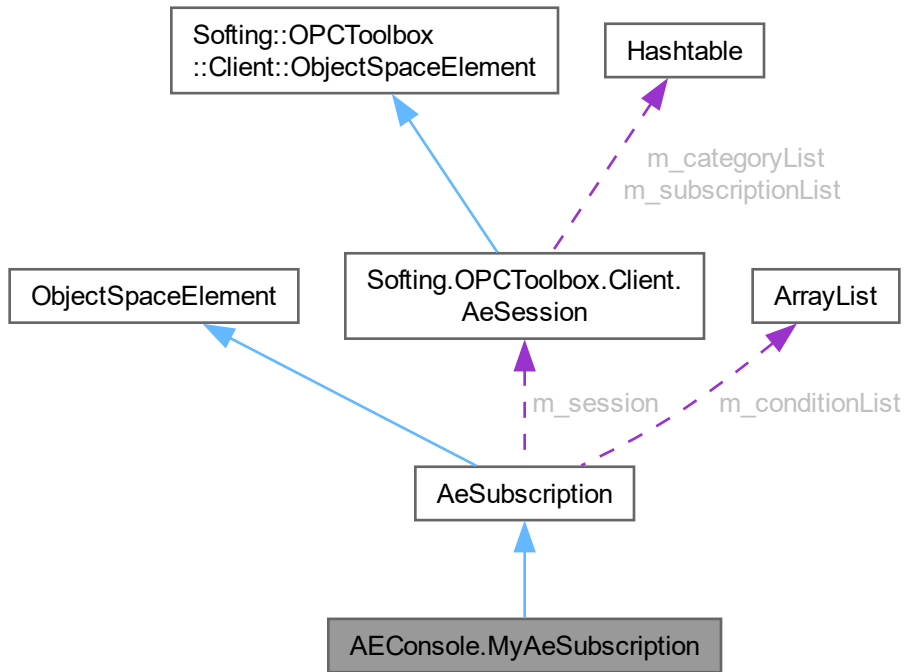 Softing::OPCToolbox
::Client::ObjectSpaceElement
Hashtable
m_categoryList
m_subscriptionList
ObjectSpaceElement
Softing.OPCToolbox.Client.
AeSession
ArrayList
m_session
m_conditionList
AeSubscription
AEConsole.MyAeSubscription